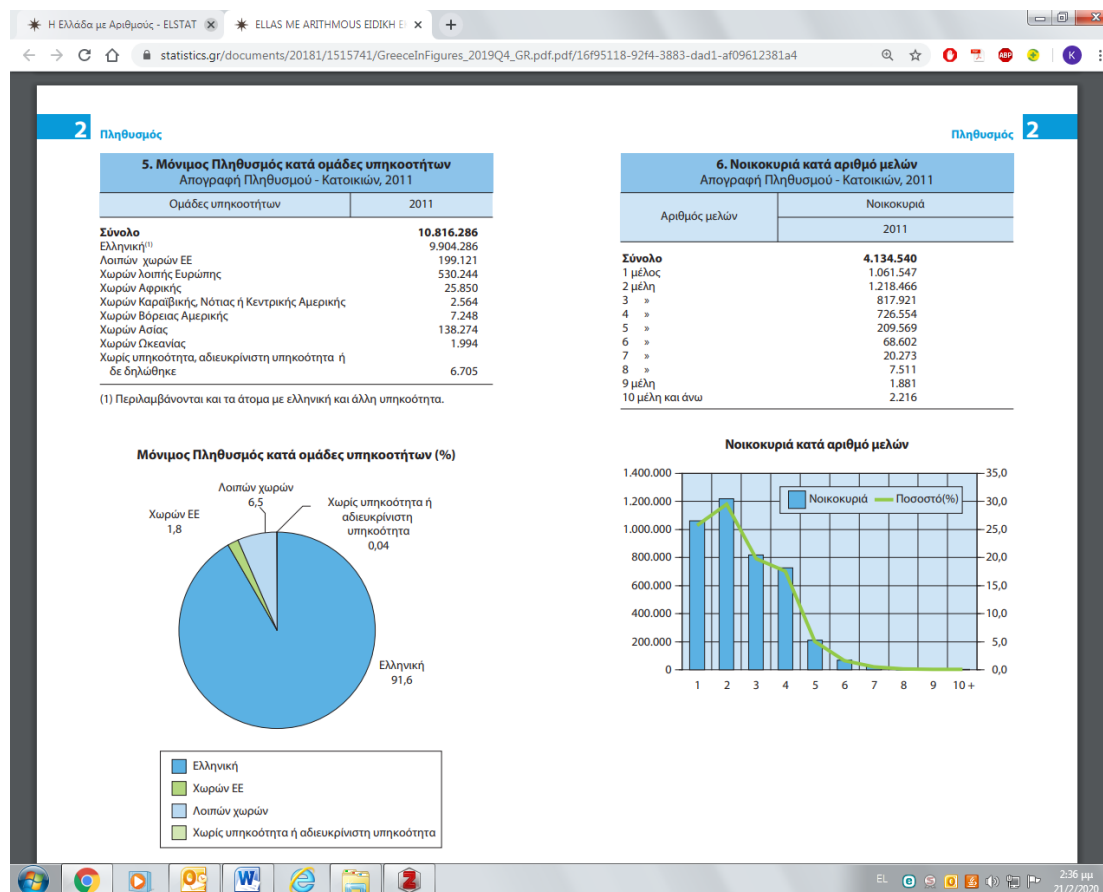 Η Ελλάδα με Αριθμούς - ELSTAT
ELLAS ME ARITHMOUS EIDIKH E
statistics.gr/documents/20181/1515741/GreeceInFigures_2019Q4_GR.pdf.pdf/16f95118-92f4-3883-dad1-af09612381a4
ABP
K
2 Πληθυσμός
5. Μόνιμος Πληθυσμός κατά ομάδες υπηκοοτήτων
Απογραφή Πληθυσμού - Κατοικιών, 2011
Ομάδες υπηκοοτήτων 2011
Σύνολο 10.816.286
Ελληνική(1) 9.904.286
Λοιπών χωρών ΕΕ 199.121
Χωρών λοιπής Ευρώπης 530.244
Χωρών Αφρικής 25.850
Χωρών Καραϊβικής, Νότιας ή Κεντρικής Αμερικής 2.564
Χωρών Βόρειας Αμερικής 7.248
Χωρών Ασίας 138.274
Χωρών Ωκεανίας 1.994
Χωρίς υπηκοότητα, αδιευκρίνιστη υπηκοότητα ή
δε δηλώθηκε 6.705
(1) Περιλαμβάνονται και τα άτομα με ελληνική και άλλη υπηκοότητα.
Μόνιμος Πληθυσμός κατά ομάδες υπηκοοτήτων (%)
Λοιπών χωρών
6,5
Χωρών ΕΕ
1,8
Χωρίς υπηκοότητα ή
αδιευκρίνιστη
υπηκοότητα
0,04
Ελληνική
91,6
Ελληνική
Χωρών ΕΕ
Λοιπών χωρών
Χωρίς υπηκοότητα ή αδιευκρίνιστη υπηκοότητα
Πληθυσμός 2
6. Νοικοκυριά κατά αριθμό μελών
Απογραφή Πληθυσμού - Κατοικιών, 2011
Αριθμός μελών
Νοικοκυριά
2011
Σύνολο 4.134.540
1 μέλος 1.061.547
2 μέλη 1.218.466
3 » 817.921
4 » 726.554
5 » 209.569
6 » 68.602
7 » 20.273
8 » 7.511
9 μέλη 1.881
10 μέλη και άνω 2.216
Νοικοκυριά κατά αριθμό μελών
Νοικοκυριά Ποσοστό(%)
1.400.000 35,0
1.200.000 30,0
1.000.000 25,0
800.000 20,0
600.000 15,0
400.000 10,0
200.000 5,0
0 0,0
1 2 3 4 5 6 7 8 9 10 +
EL
2:36 μμ
21/2/2020